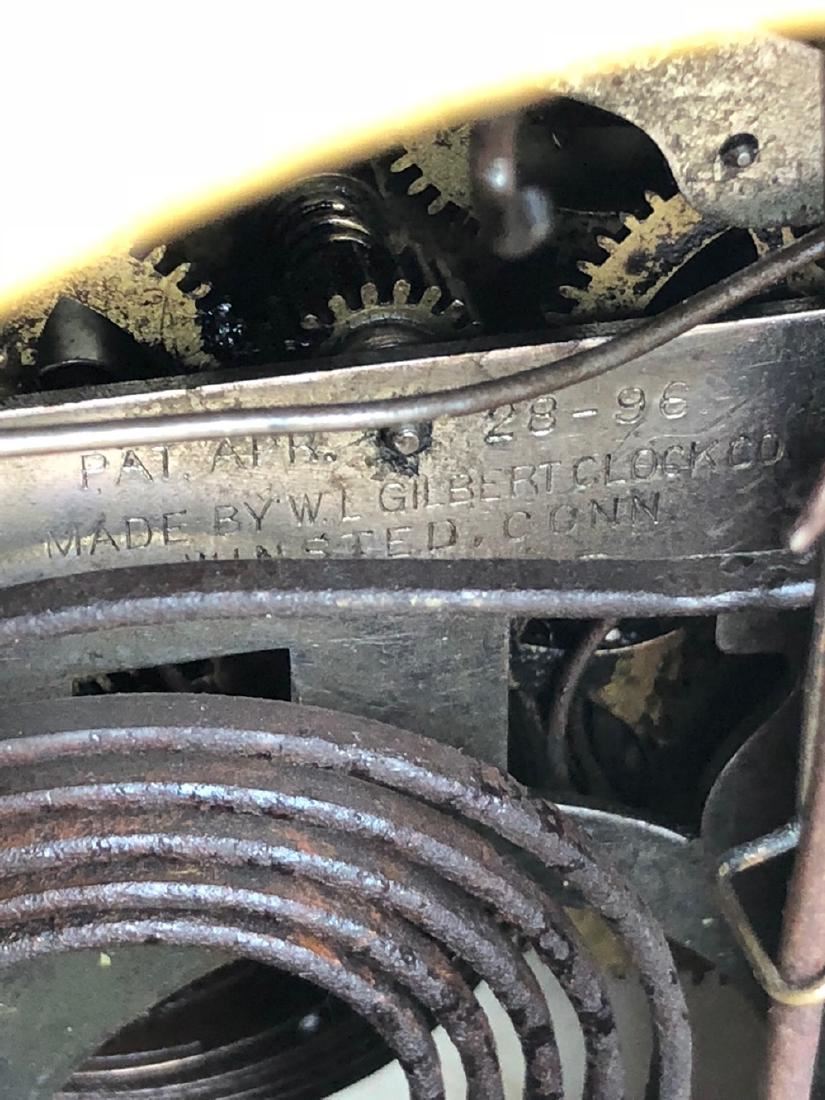 PAT. APR. 28-96
MADE BY W.L GILBERT CLOCK CO.
WINSTED, CONN.